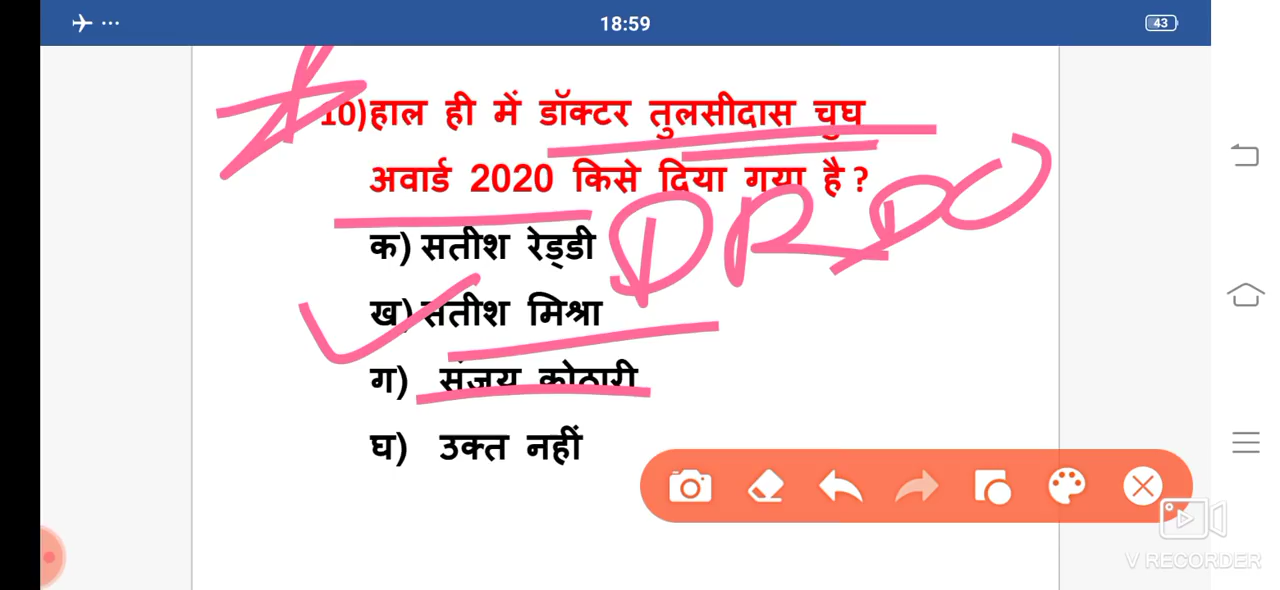 18:59
43
10)हाल ही में डॉक्टर तुलसीदास चुघ
अवार्ड 2020 किसे दिया गया है ?
क) सतीश रेड्डी
DRDO
ख) सतीश मिश्रा
ग) संजय कोठारी
घ) उक्त नहीं
V RECORDER